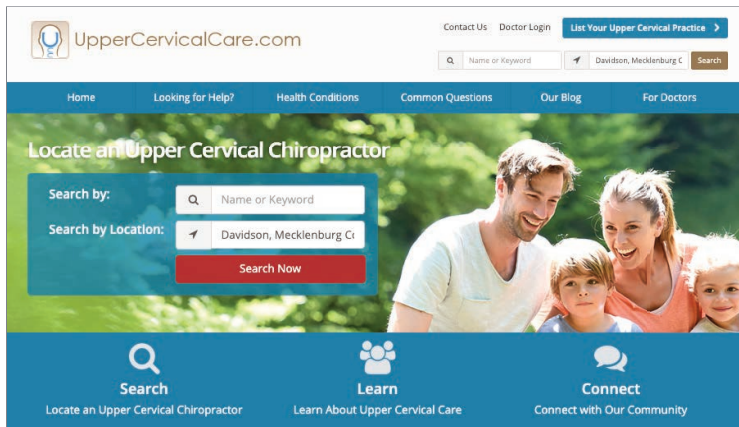 UpperCervicalCare.com
Contact Us Doctor Login List Your Upper Cervical Practice
Name or Keyword Davidson, Mecklenburg C Search
Home Looking for Help? Health Conditions Common Questions Our Blog For Doctors
Locate an Upper Cervical Chiropractor
Search by: Name or Keyword
Search by Location: Davidson, Mecklenburg Co
Search Now
Search Learn Connect
Locate an Upper Cervical Chiropractor Learn About Upper Cervical Care Connect with Our Community